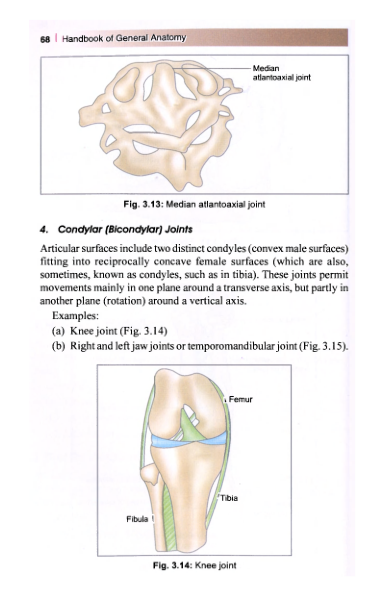 68 | Handbook of General Anatomy
Median
atlantoaxial joint
Fig. 3.13: Median atlantoaxial joint
4. Condylar (Bicondylar) Joints
Articular surfaces include two distinct condyles (convex male surfaces)
fitting into reciprocally concave female surfaces (which are also,
sometimes, known as condyles, such as in tibia). These joints permit
movements mainly in one plane around a transverse axis, but partly in
another plane (rotation) around a vertical axis.
Examples:
(a) Knee joint (Fig. 3.14)
(b) Right and left jaw joints or temporomandibular joint (Fig. 3.15).
Femur
Tibia
Fibula
Fig. 3.14: Knee joint